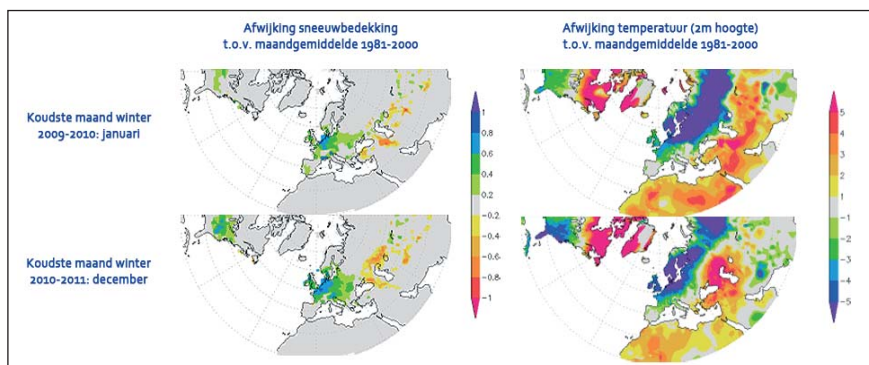 Afwijking sneeuwbedekking
t.o.v. maandgemiddelde 1981-2000
Afwijking temperatuur (2m hoogte)
t.o.v. maandgemiddelde 1981-2000
Koudste maand winter
2009-2010: januari
Koudste maand winter
2010-2011: december
1
0.8
0.6
0.4
0.2
-0.2
-0.4
-0.6
-0.8
-1
5
4
3
2
1
-1
-2
-3
-4
-5